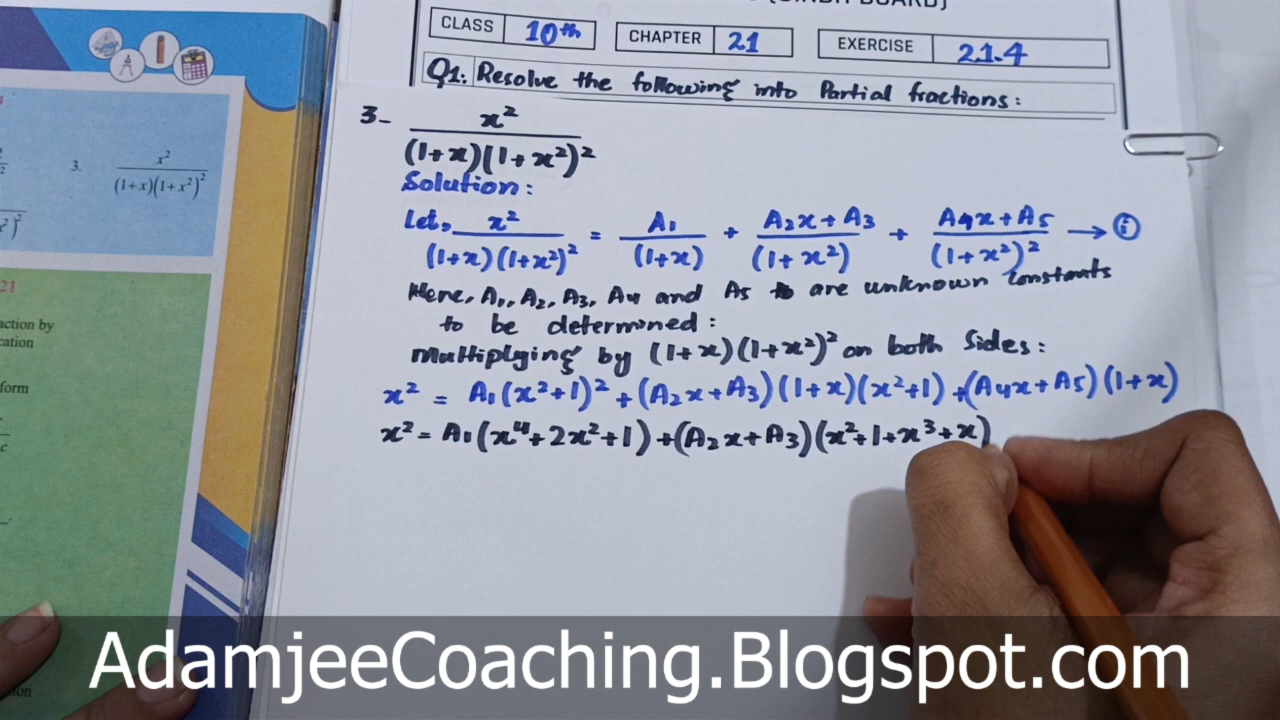 CLASS 10th CHAPTER 21 EXERCISE 21.4
Q1. Resolve the following into Partial fractions:
3- x² / (1+x)(1+x²)²
Solution:
Let, x² / (1+x)(1+x²)² = A₁ / (1+x) + A₂x + A₃ / (1+x²) + A₄x + A₅ / (1+x²)² → (i)
Here, A₁, A₂, A₃, A₄ and A₅ are unknown constants
to be determined:
Multiplying by (1+x)(1+x²)² on both Sides:
x² = A₁(x²+1)² + (A₂x+A₃)(1+x)(x²+1) + (A₄x+A₅)(1+x)
x² = A₁(x⁴+2x²+1) + (A₂x+A₃)(x²+1+x³+x)
3. x² / (1+x)(1+x²)²
21
action by
form
AdamjeeCoaching.Blogspot.com